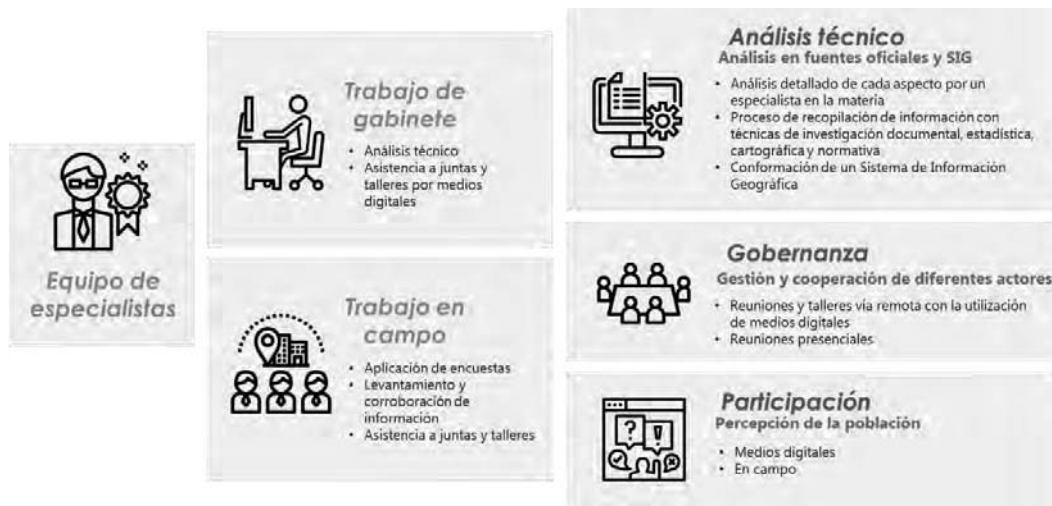 Equipo de
especialistas
Trabajo de
gabinete
• Análisis técnico
• Asistencia a juntas y
talleres por medios
digitales
Trabajo en
campo
• Aplicación de encuestas
• Levantamiento y
corroboración de
información
• Asistencia a juntas y talleres
Análisis técnico
Análisis en fuentes oficiales y SIG
• Análisis detallado de cada aspecto por un
especialista en la materia
• Proceso de recopilación de información con
técnicas de investigación documental, estadística,
cartográfica y normativa
• Conformación de un Sistema de Información
Geográfica
Gobernanza
Gestión y cooperación de diferentes actores
• Reuniones y talleres vía remota con la utilización
de medios digitales
• Reuniones presenciales
Participación
Percepción de la población
• Medios digitales
• En campo